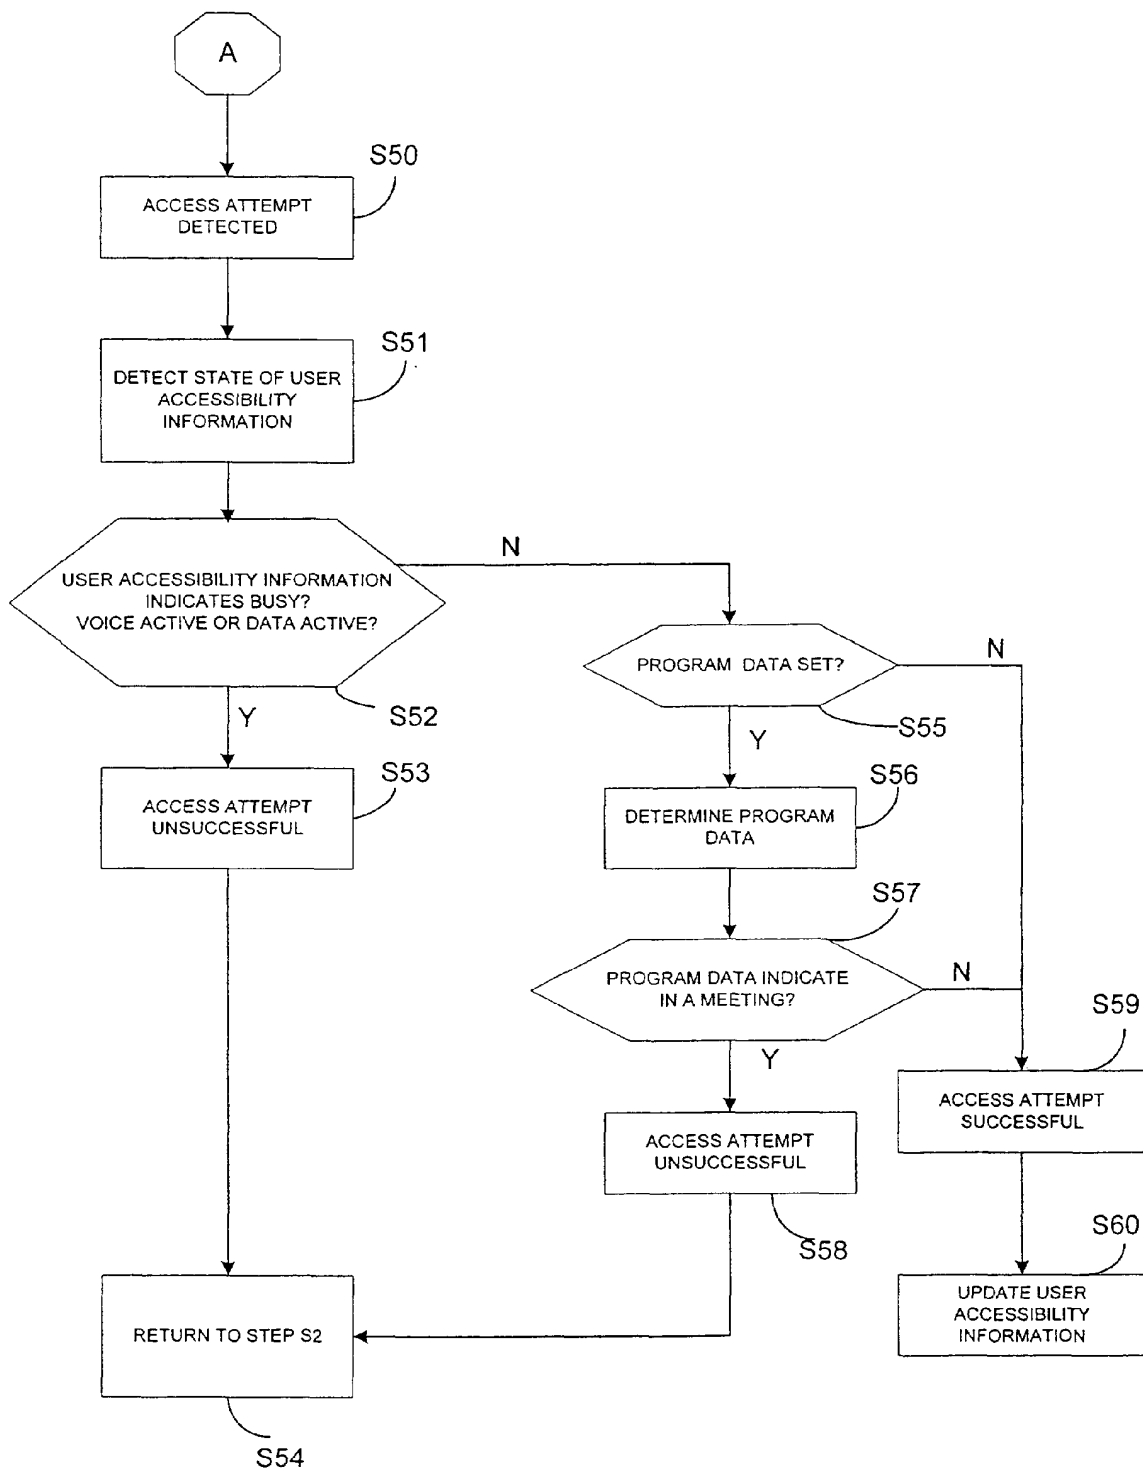 A
S50
ACCESS ATTEMPT
DETECTED
S51
DETECT STATE OF USER
ACCESSIBILITY
INFORMATION
N
USER ACCESSIBILITY INFORMATION
INDICATES BUSY?
VOICE ACTIVE OR DATA ACTIVE?
S52
Y
S53
ACCESS ATTEMPT
UNSUCCESSFUL
PROGRAM DATA SET?
N
S55
Y
S56
DETERMINE PROGRAM
DATA
S57
PROGRAM DATA INDICATE
IN A MEETING?
N
Y
S59
ACCESS ATTEMPT
SUCCESSFUL
ACCESS ATTEMPT
UNSUCCESSFUL
S58
S60
UPDATE USER
ACCESSIBILITY
INFORMATION
RETURN TO STEP S2
S54